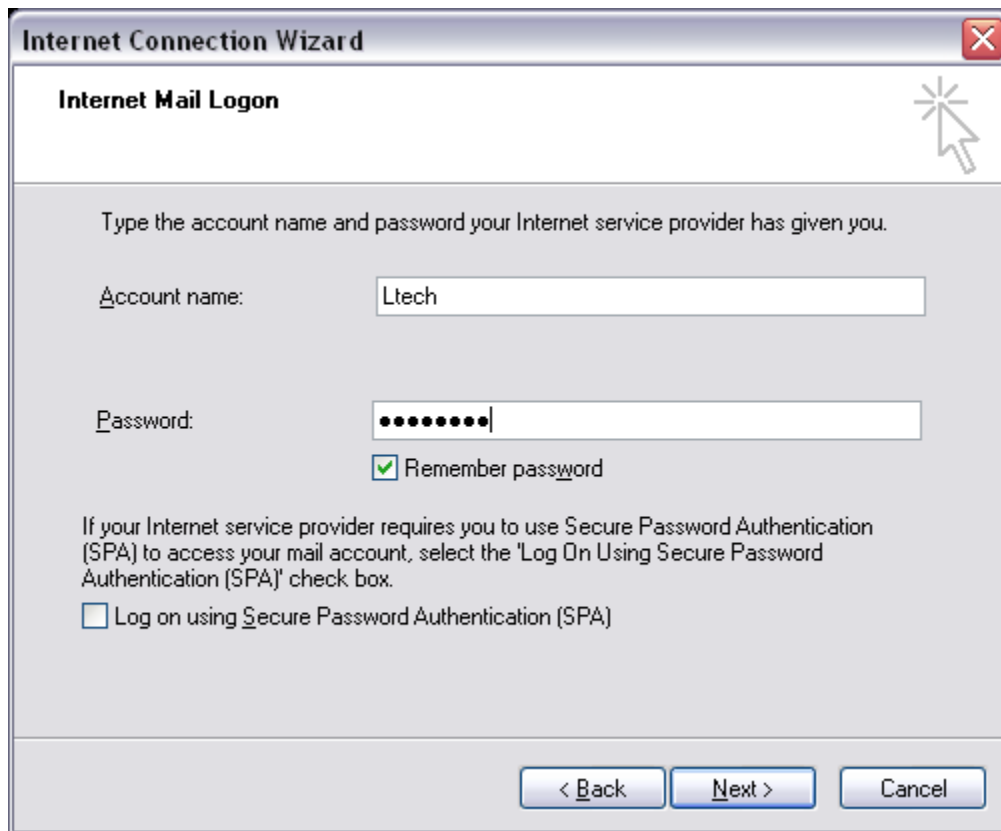 Internet Connection Wizard
Internet Mail Logon
Type the account name and password your Internet service provider has given you.
Account name:
Ltech
Password:
●●●●●●●●
Remember password
If your Internet service provider requires you to use Secure Password Authentication
(SPA) to access your mail account, select the 'Log On Using Secure Password
Authentication (SPA)' check box.
Log on using Secure Password Authentication (SPA)
< Back
Next >
Cancel